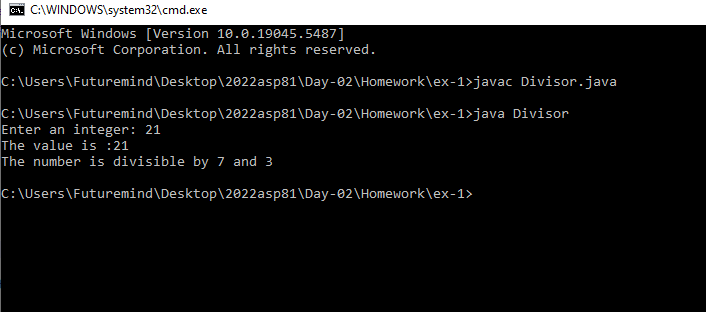 C:\WINDOWS\system32\cmd.exe
Microsoft Windows [Version 10.0.19045.5487]
(c) Microsoft Corporation. All rights reserved.
C:\Users\Futuremind\Desktop\2022asp81\Day-02\Homework\ex-1>javac Divisor.java
C:\Users\Futuremind\Desktop\2022asp81\Day-02\Homework\ex-1>java Divisor
Enter an integer: 21
The value is :21
The number is divisible by 7 and 3
C:\Users\Futuremind\Desktop\2022asp81\Day-02\Homework\ex-1>